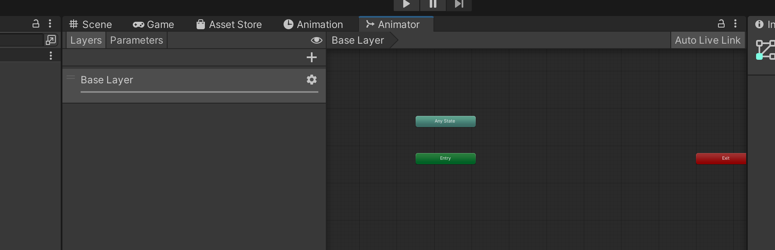 Scene Game Asset Store Animation Animator
Layers Parameters Base Layer Auto Live Link
Base Layer
Any State
Entry Exit